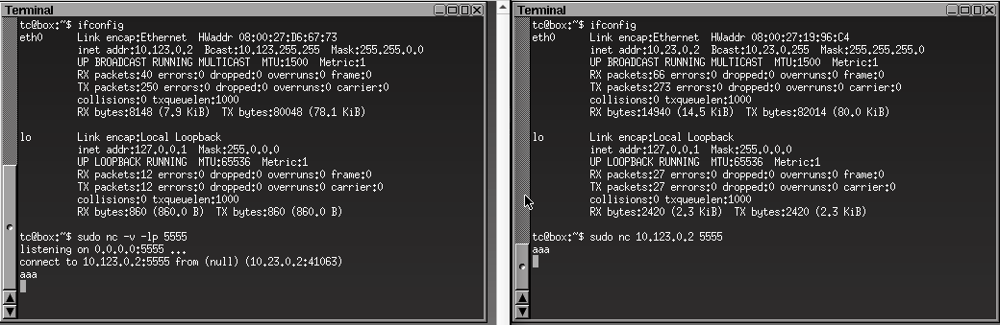 Terminal
tc@box:~$ ifconfig
eth0 Link encap:Ethernet HWaddr 08:00:27:D6:67:73
inet addr:10.123.0.2 Bcast:10.123.255.255 Mask:255.255.0.0
UP BROADCAST RUNNING MULTICAST MTU:1500 Metric:1
RX packets:40 errors:0 dropped:0 overruns:0 frame:0
TX packets:250 errors:0 dropped:0 overruns:0 carrier:0
collisions:0 txqueuelen:1000
RX bytes:8148 (7.9 KiB) TX bytes:80048 (78.1 KiB)
lo Link encap:Local Loopback
inet addr:127.0.0.1 Mask:255.0.0.0
UP LOOPBACK RUNNING MTU:65536 Metric:1
RX packets:12 errors:0 dropped:0 overruns:0 frame:0
TX packets:12 errors:0 dropped:0 overruns:0 carrier:0
collisions:0 txqueuelen:1000
RX bytes:860 (860.0 B) TX bytes:860 (860.0 B)
tc@box:~$ sudo nc -v -lp 5555
listening on 0.0.0.0:5555 ...
connect to 10.123.0.2:5555 from (null) (10.23.0.2:41063)
aaa
Terminal
tc@box:~$ ifconfig
eth0 Link encap:Ethernet HWaddr 08:00:27:19:96:C4
inet addr:10.23.0.2 Bcast:10.23.0.255 Mask:255.255.255.0
UP BROADCAST RUNNING MULTICAST MTU:1500 Metric:1
RX packets:66 errors:0 dropped:0 overruns:0 frame:0
TX packets:273 errors:0 dropped:0 overruns:0 carrier:0
collisions:0 txqueuelen:1000
RX bytes:14940 (14.5 KiB) TX bytes:82014 (80.0 KiB)
lo Link encap:Local Loopback
inet addr:127.0.0.1 Mask:255.0.0.0
UP LOOPBACK RUNNING MTU:65536 Metric:1
RX packets:27 errors:0 dropped:0 overruns:0 frame:0
TX packets:27 errors:0 dropped:0 overruns:0 carrier:0
collisions:0 txqueuelen:1000
RX bytes:2420 (2.3 KiB) TX bytes:2420 (2.3 KiB)
tc@box:~$ sudo nc 10.123.0.2 5555
aaa